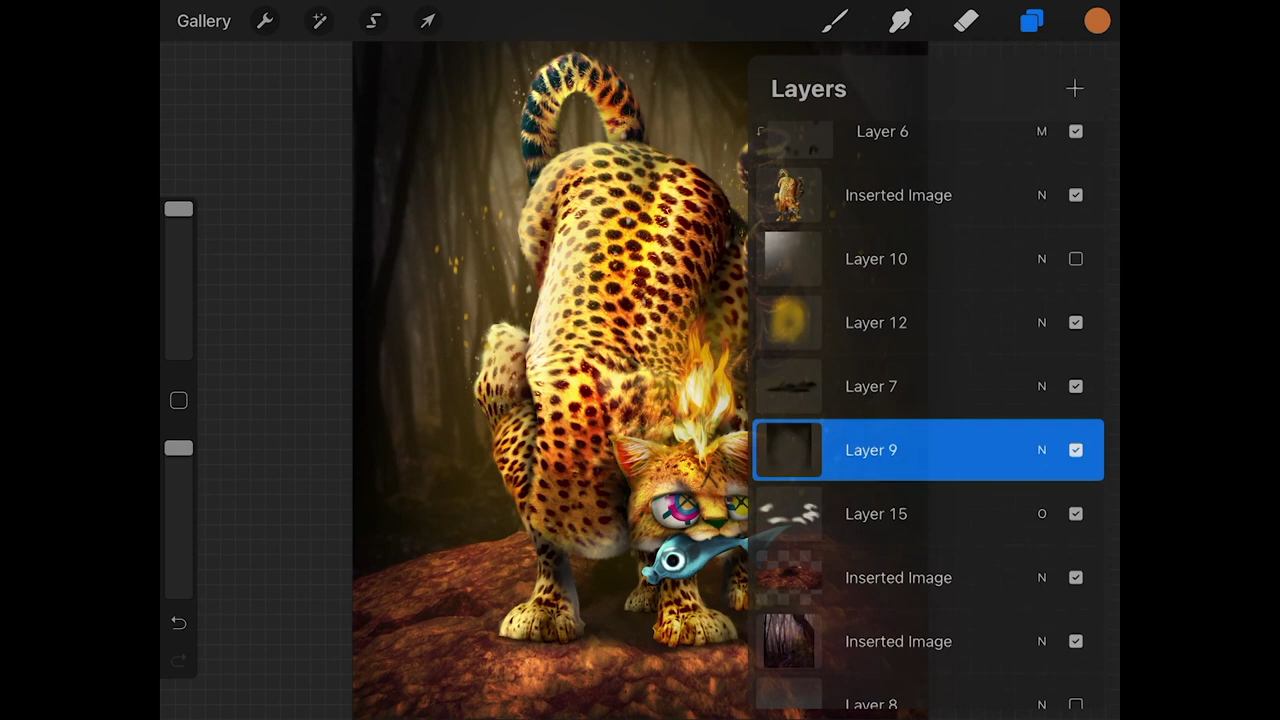 Gallery
Layers
Layer 6 M
Inserted Image N
Layer 10 N
Layer 12 N
Layer 7 N
Layer 9 N
Layer 15 O
Inserted Image N
Inserted Image N
Layer 8 N